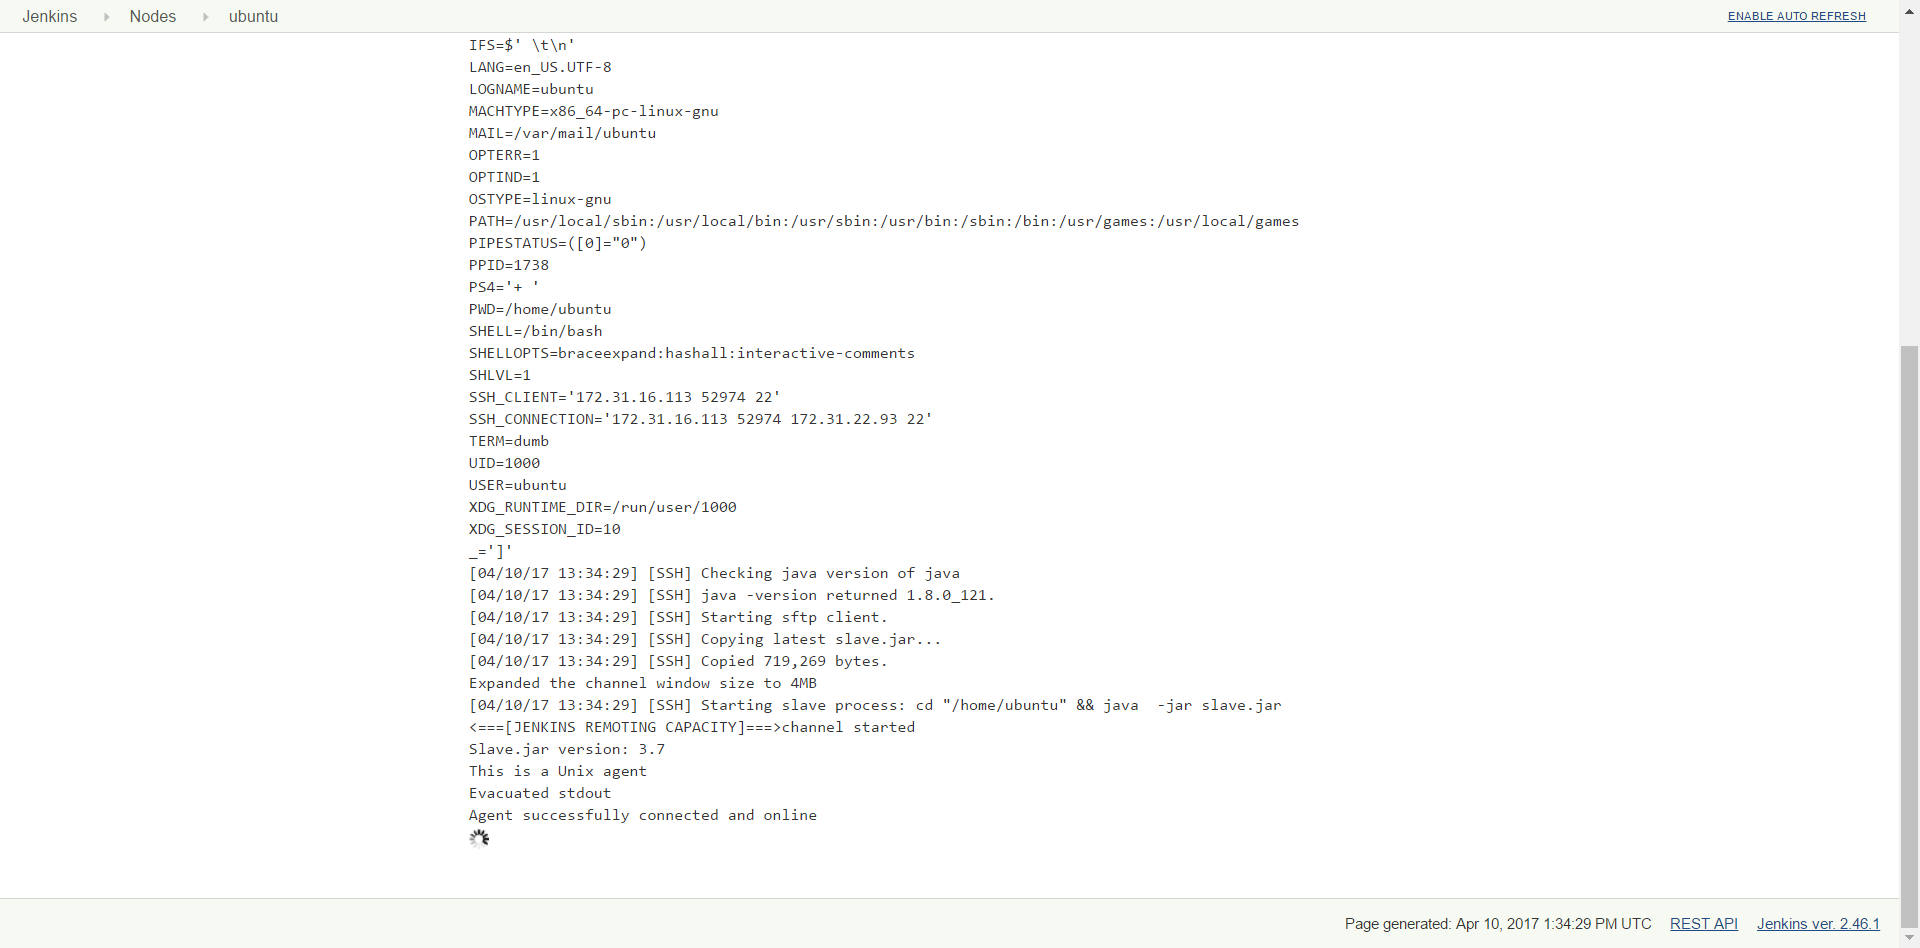 Jenkins Nodes ubuntu ENABLE AUTO REFRESH
IFS=$' \t\n'
LANG=en_US.UTF-8
LOGNAME=ubuntu
MACHTYPE=x86_64-pc-linux-gnu
MAIL=/var/mail/ubuntu
OPTERR=1
OPTIND=1
OSTYPE=linux-gnu
PATH=/usr/local/sbin:/usr/local/bin:/usr/sbin:/usr/bin:/sbin:/bin:/usr/games:/usr/local/games
PIPESTATUS=([0]="0")
PPID=1738
PS4='+ '
PWD=/home/ubuntu
SHELL=/bin/bash
SHELLOPTS=braceexpand:hashall:interactive-comments
SHLVL=1
SSH_CLIENT='172.31.16.113 52974 22'
SSH_CONNECTION='172.31.16.113 52974 172.31.22.93 22'
TERM=dumb
UID=1000
USER=ubuntu
XDG_RUNTIME_DIR=/run/user/1000
XDG_SESSION_ID=10
_=']'
[04/10/17 13:34:29] [SSH] Checking java version of java
[04/10/17 13:34:29] [SSH] java -version returned 1.8.0_121.
[04/10/17 13:34:29] [SSH] Starting sftp client.
[04/10/17 13:34:29] [SSH] Copying latest slave.jar...
[04/10/17 13:34:29] [SSH] Copied 719,269 bytes.
Expanded the channel window size to 4MB
[04/10/17 13:34:29] [SSH] Starting slave process: cd "/home/ubuntu" && java  -jar slave.jar
<===[JENKINS REMOTING CAPACITY]===>channel started
Slave.jar version: 3.7
This is a Unix agent
Evacuated stdout
Agent successfully connected and online
Page generated: Apr 10, 2017 1:34:29 PM UTC REST API Jenkins ver. 2.46.1